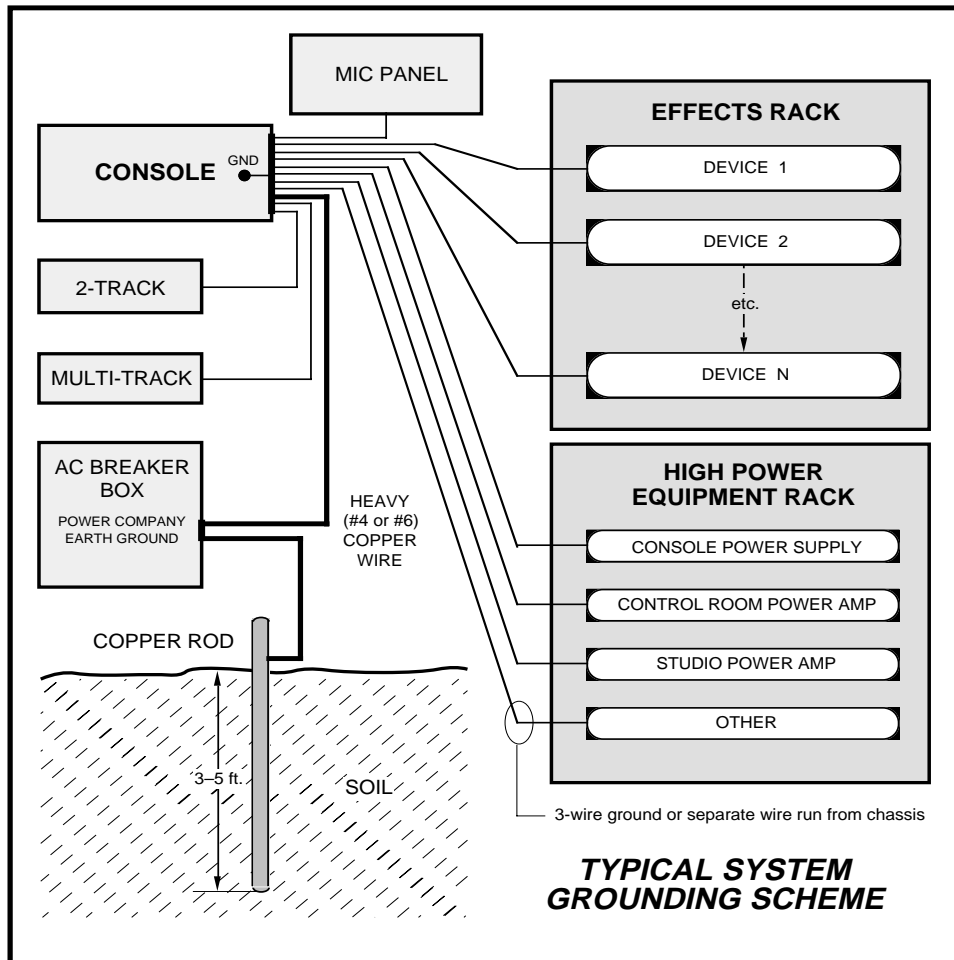 MIC PANEL
CONSOLE
GND
2-TRACK
MULTI-TRACK
AC BREAKER
BOX
POWER COMPANY
EARTH GROUND
HEAVY
(#4 or #6)
COPPER
WIRE
COPPER ROD
3–5 ft.
SOIL
EFFECTS RACK
DEVICE 1
DEVICE 2
etc.
DEVICE N
HIGH POWER
EQUIPMENT RACK
CONSOLE POWER SUPPLY
CONTROL ROOM POWER AMP
STUDIO POWER AMP
OTHER
3-wire ground or separate wire run from chassis
TYPICAL SYSTEM
GROUNDING SCHEME